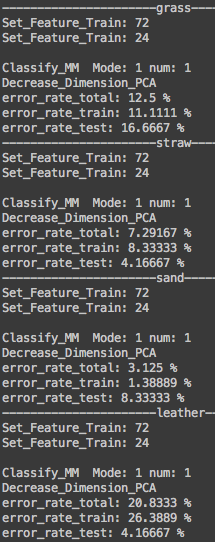 ----------------------grass-----
Set_Feature_Train: 72
Set_Feature_Train: 24

Classify_MM  Mode: 1 num: 1
Decrease_Dimension_PCA
error_rate_total: 12.5 %
error_rate_train: 11.1111 %
error_rate_test: 16.6667 %
----------------------straw-----
Set_Feature_Train: 72
Set_Feature_Train: 24

Classify_MM  Mode: 1 num: 1
Decrease_Dimension_PCA
error_rate_total: 7.29167 %
error_rate_train: 8.33333 %
error_rate_test: 4.16667 %
----------------------sand------
Set_Feature_Train: 72
Set_Feature_Train: 24

Classify_MM  Mode: 1 num: 1
Decrease_Dimension_PCA
error_rate_total: 3.125 %
error_rate_train: 1.38889 %
error_rate_test: 8.33333 %
----------------------leather--
Set_Feature_Train: 72
Set_Feature_Train: 24

Classify_MM  Mode: 1 num: 1
Decrease_Dimension_PCA
error_rate_total: 20.8333 %
error_rate_train: 26.3889 %
error_rate_test: 4.16667 %